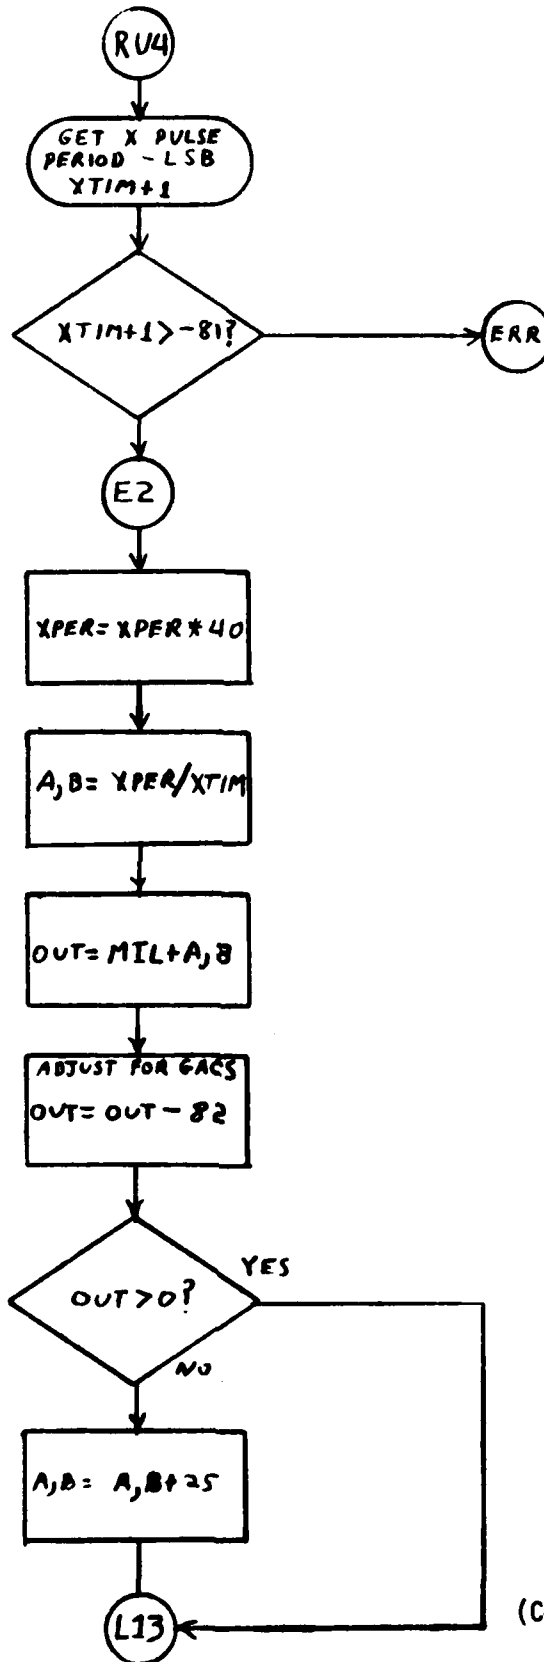 RU4
GET X PULSE
PERIOD - LSB
XTIM+1
XTIM+1 > -81?
ERR
E2
XPER = XPER * 40
A, B = XPER/XTIM
OUT = MIL + A, B
ADJUST FOR GACS
OUT = OUT - 82
OUT > 0?
YES
NO
A, B = A, B + 25
L13
(C